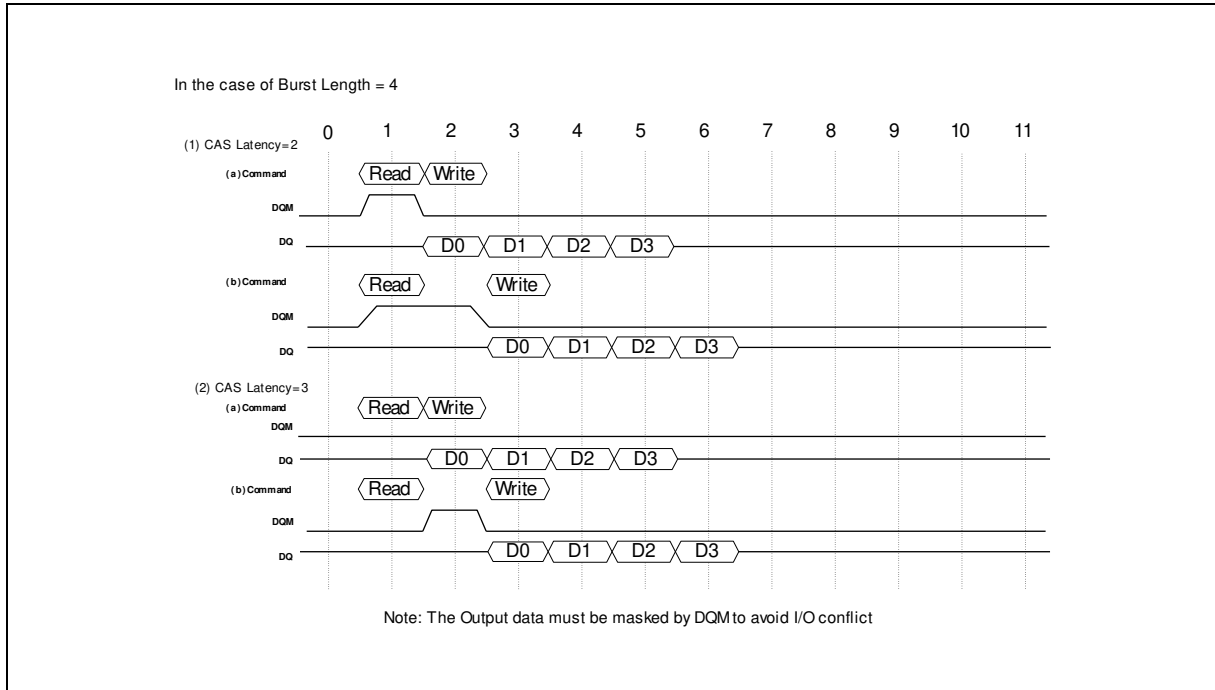 In the case of Burst Length = 4
0 1 2 3 4 5 6 7 8 9 10 11
(1) CAS Latency=2
(a)Command Read Write
DQM
DQ D0 D1 D2 D3
(b)Command Read Write
DQM
DQ D0 D1 D2 D3
(2) CAS Latency=3
(a)Command Read Write
DQM
DQ D0 D1 D2 D3
(b)Command Read Write
DQM
DQ D0 D1 D2 D3
Note: The Output data must be masked by DQM to avoid I/O conflict